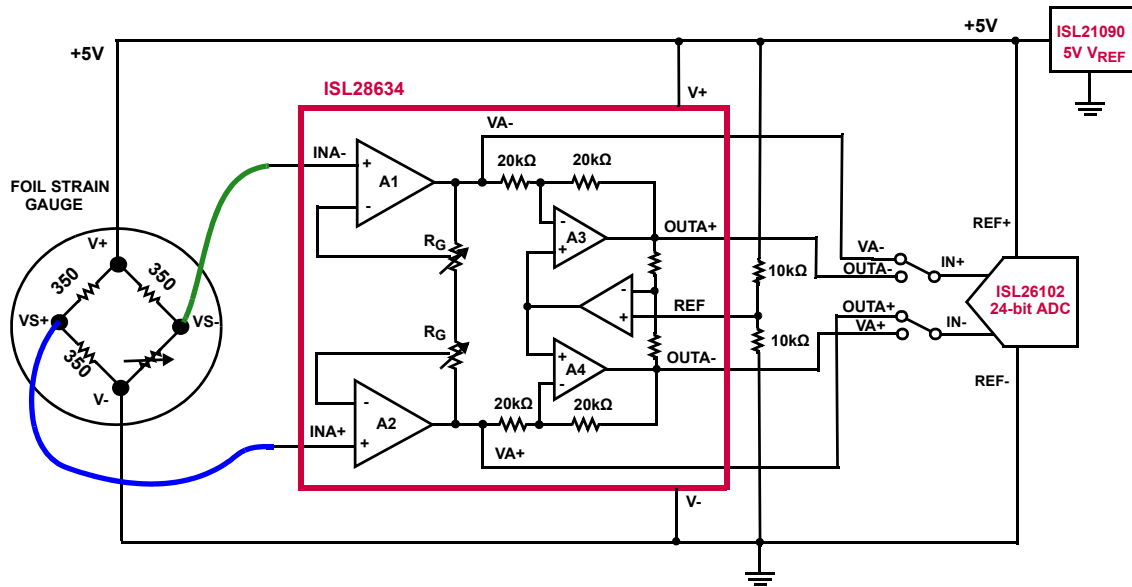 +5V
+5V
ISL21090
5V VREF
ISL28634
V+
VA-
INA-
+
A1
-
20kΩ
20kΩ
FOIL STRAIN
GAUGE
V+
350
350
VS+
VS-
350
V-
RG
RG
-
A3
+
OUTA+
-
+
REF
10kΩ
10kΩ
+
A4
-
OUTA-
20kΩ
20kΩ
-
A2
+
INA+
VA+
V-
REF+
VA-
OUTA-
IN+
OUTA+
VA+
IN-
ISL26102
24-bit ADC
REF-